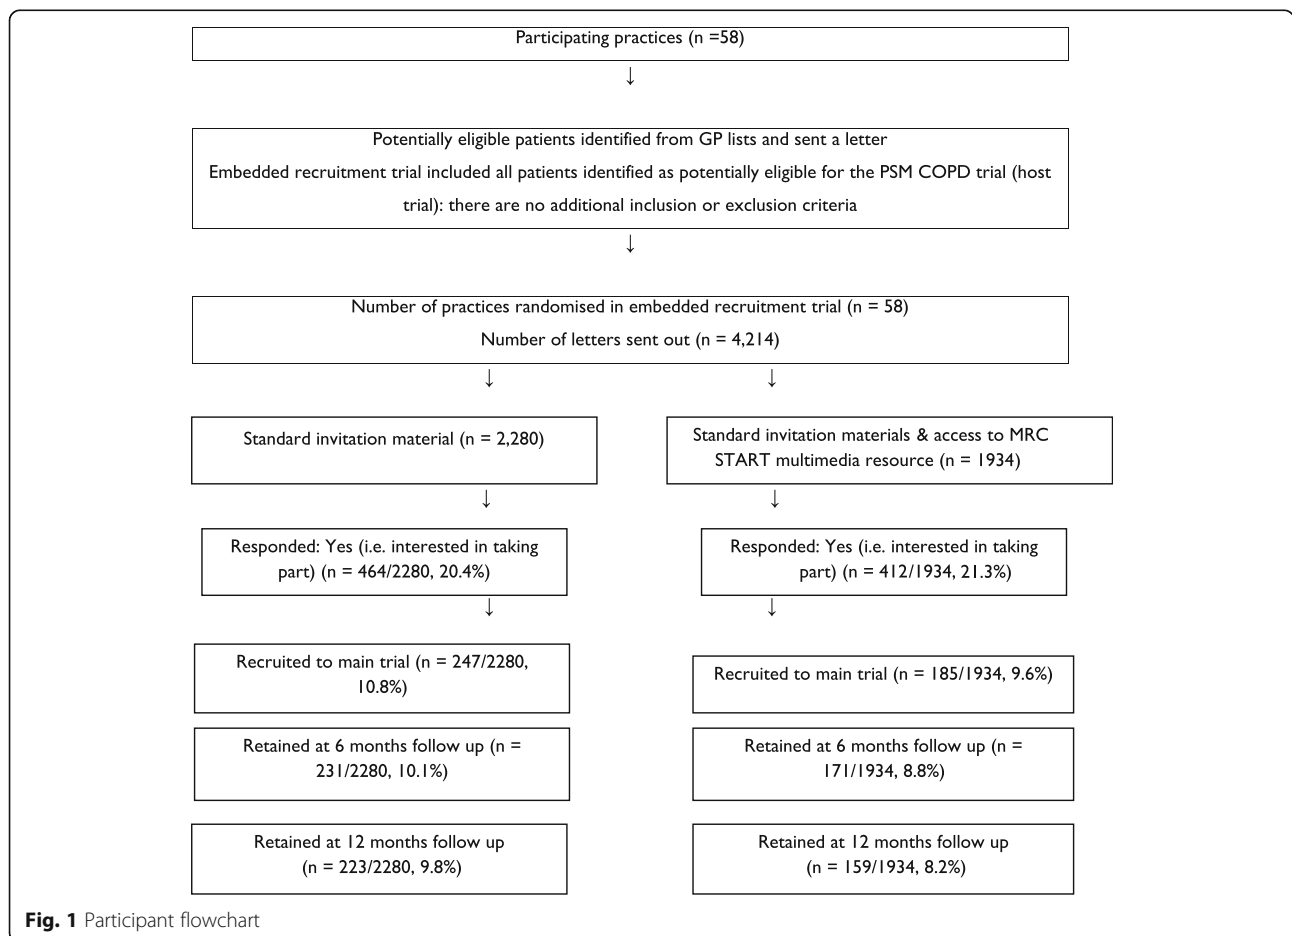 Participating practices (n =58)
↓
Potentially eligible patients identified from GP lists and sent a letter
Embedded recruitment trial included all patients identified as potentially eligible for the PSM COPD trial (host
trial): there are no additional inclusion or exclusion criteria
↓
Number of practices randomised in embedded recruitment trial (n = 58)
Number of letters sent out (n = 4,214)
↓ ↓
Standard invitation material (n = 2,280)
Standard invitation materials & access to MRC
START multimedia resource (n = 1934)
↓ ↓
Responded: Yes (i.e. interested in taking
part) (n = 464/2280, 20.4%)
Responded: Yes (i.e. interested in taking
part) (n = 412/1934, 21.3%)
↓ ↓
Recruited to main trial (n = 247/2280,
10.8%)
Recruited to main trial (n = 185/1934, 9.6%)
Retained at 6 months follow up (n =
231/2280, 10.1%)
Retained at 6 months follow up (n =
171/1934, 8.8%)
Retained at 12 months follow up
(n = 223/2280, 9.8%)
Retained at 12 months follow up
(n = 159/1934, 8.2%)
Fig. 1 Participant flowchart